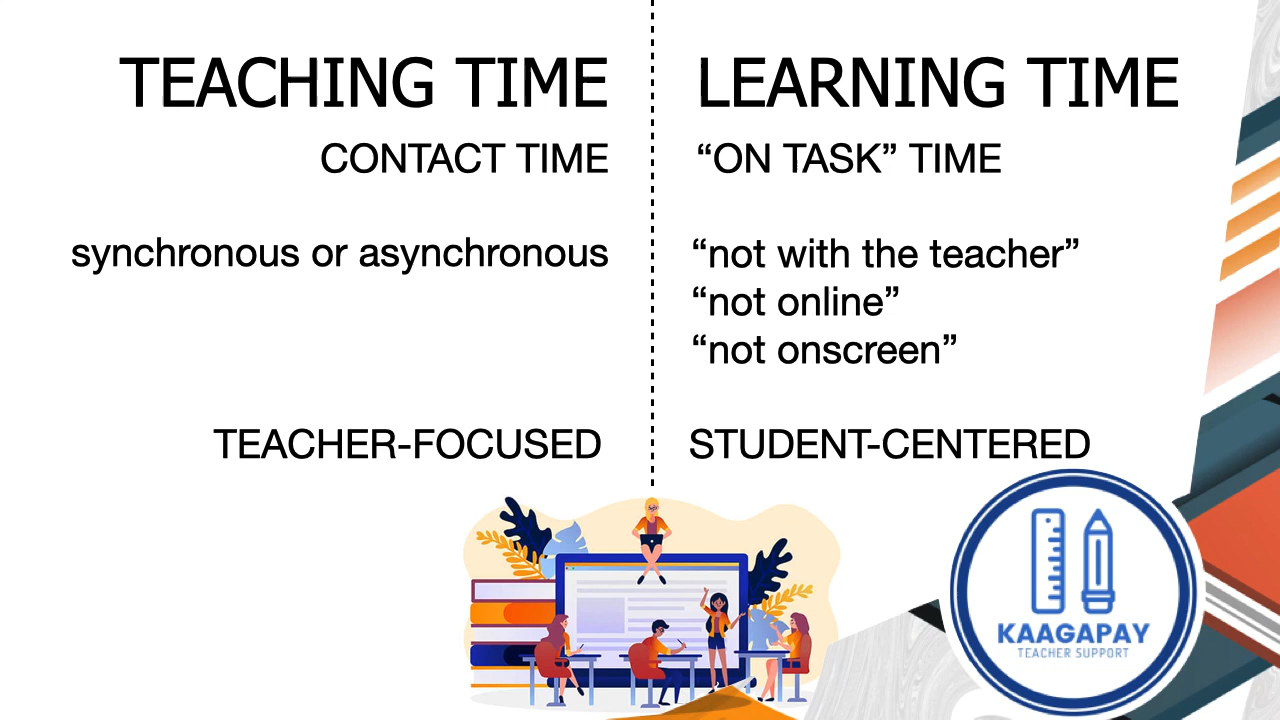 TEACHING TIME
CONTACT TIME
synchronous or asynchronous
TEACHER-FOCUSED
LEARNING TIME
“ON TASK” TIME
“not with the teacher”
“not online”
“not onscreen”
STUDENT-CENTERED
KAAGAPAY
TEACHER SUPPORT